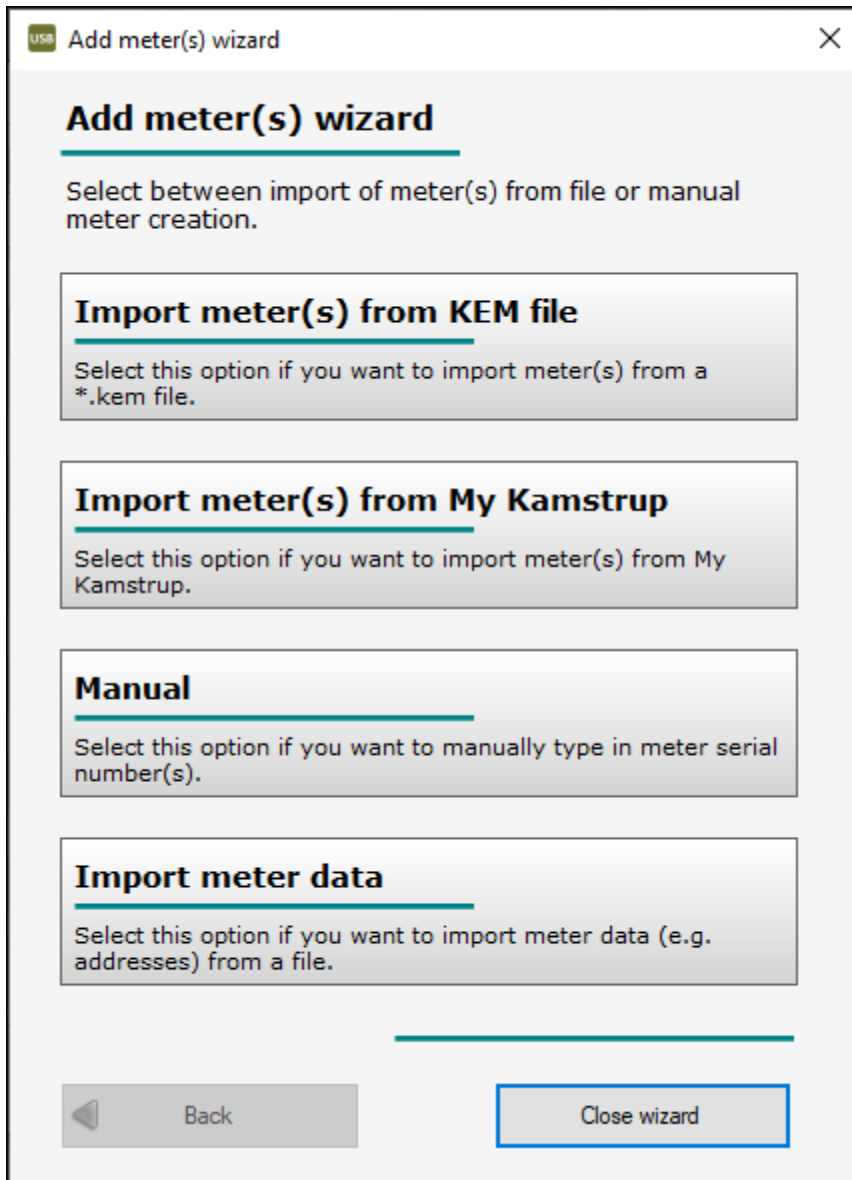 USB Add meter(s) wizard
Add meter(s) wizard
Select between import of meter(s) from file or manual
meter creation.
Import meter(s) from KEM file
Select this option if you want to import meter(s) from a
*.kem file.
Import meter(s) from My Kamstrup
Select this option if you want to import meter(s) from My
Kamstrup.
Manual
Select this option if you want to manually type in meter serial
number(s).
Import meter data
Select this option if you want to import meter data (e.g.
addresses) from a file.
Back
Close wizard